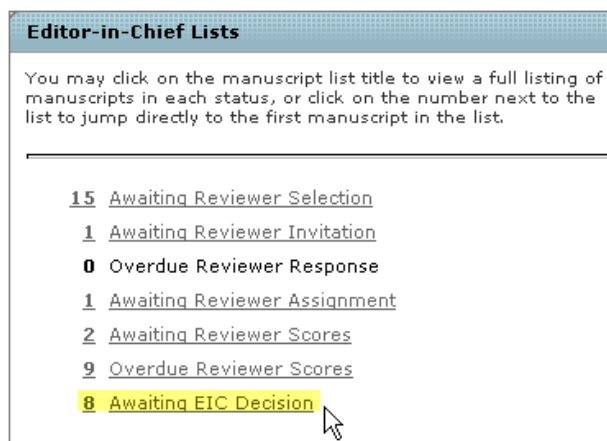 Editor-in-Chief Lists
You may click on the manuscript list title to view a full listing of
manuscripts in each status, or click on the number next to the
list to jump directly to the first manuscript in the list.
15 Awaiting Reviewer Selection
1 Awaiting Reviewer Invitation
0 Overdue Reviewer Response
1 Awaiting Reviewer Assignment
2 Awaiting Reviewer Scores
9 Overdue Reviewer Scores
8 Awaiting EIC Decision